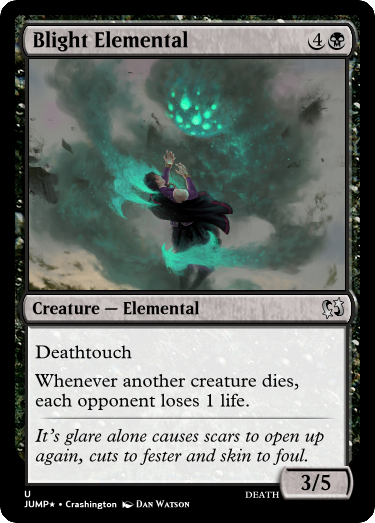 Blight Elemental 4
Creature — Elemental
Deathtouch
Whenever another creature dies,
each opponent loses 1 life.
It's glare alone causes scars to open up
again, cuts to fester and skin to foul.
3/5
U
JUMP★ • Crashington DAN WATSON
DEATH